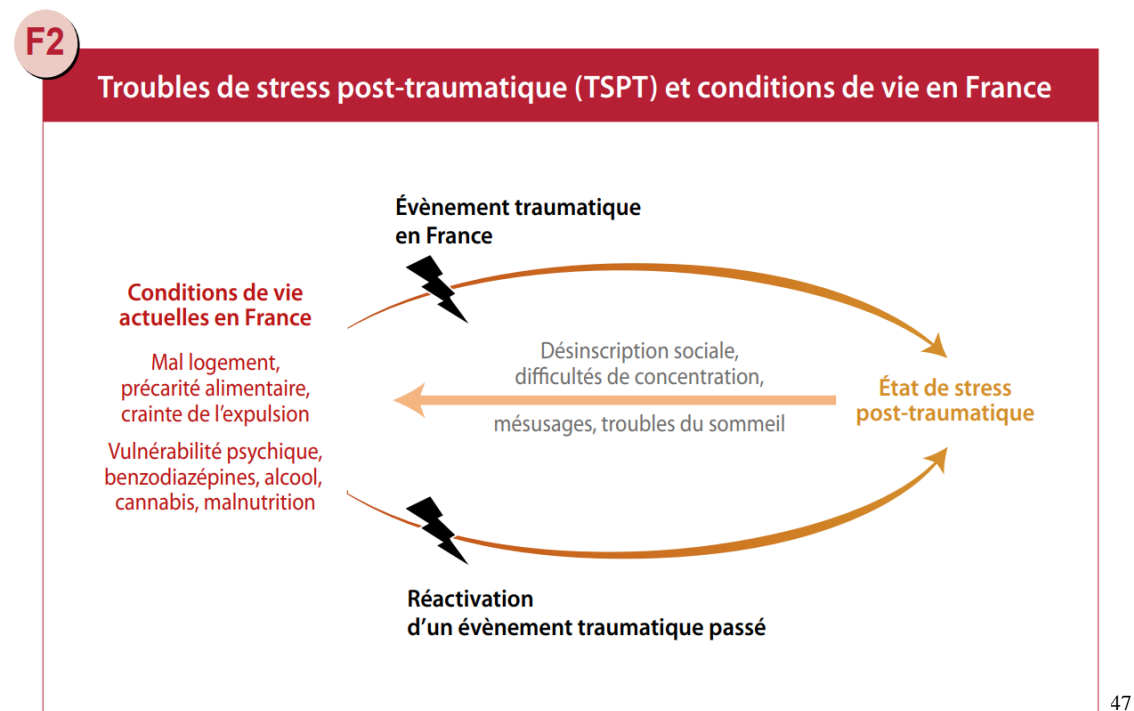 F2
Troubles de stress post-traumatique (TSPT) et conditions de vie en France
Évènement traumatique
en France
Conditions de vie
actuelles en France
Mal logement,
précarité alimentaire,
crainte de l'expulsion
Vulnérabilité psychique,
benzodiazépines, alcool,
cannabis, malnutrition
Désinscription sociale,
difficultés de concentration,
mésusages, troubles du sommeil
État de stress
post-traumatique
Réactivation
d'un évènement traumatique passé
47